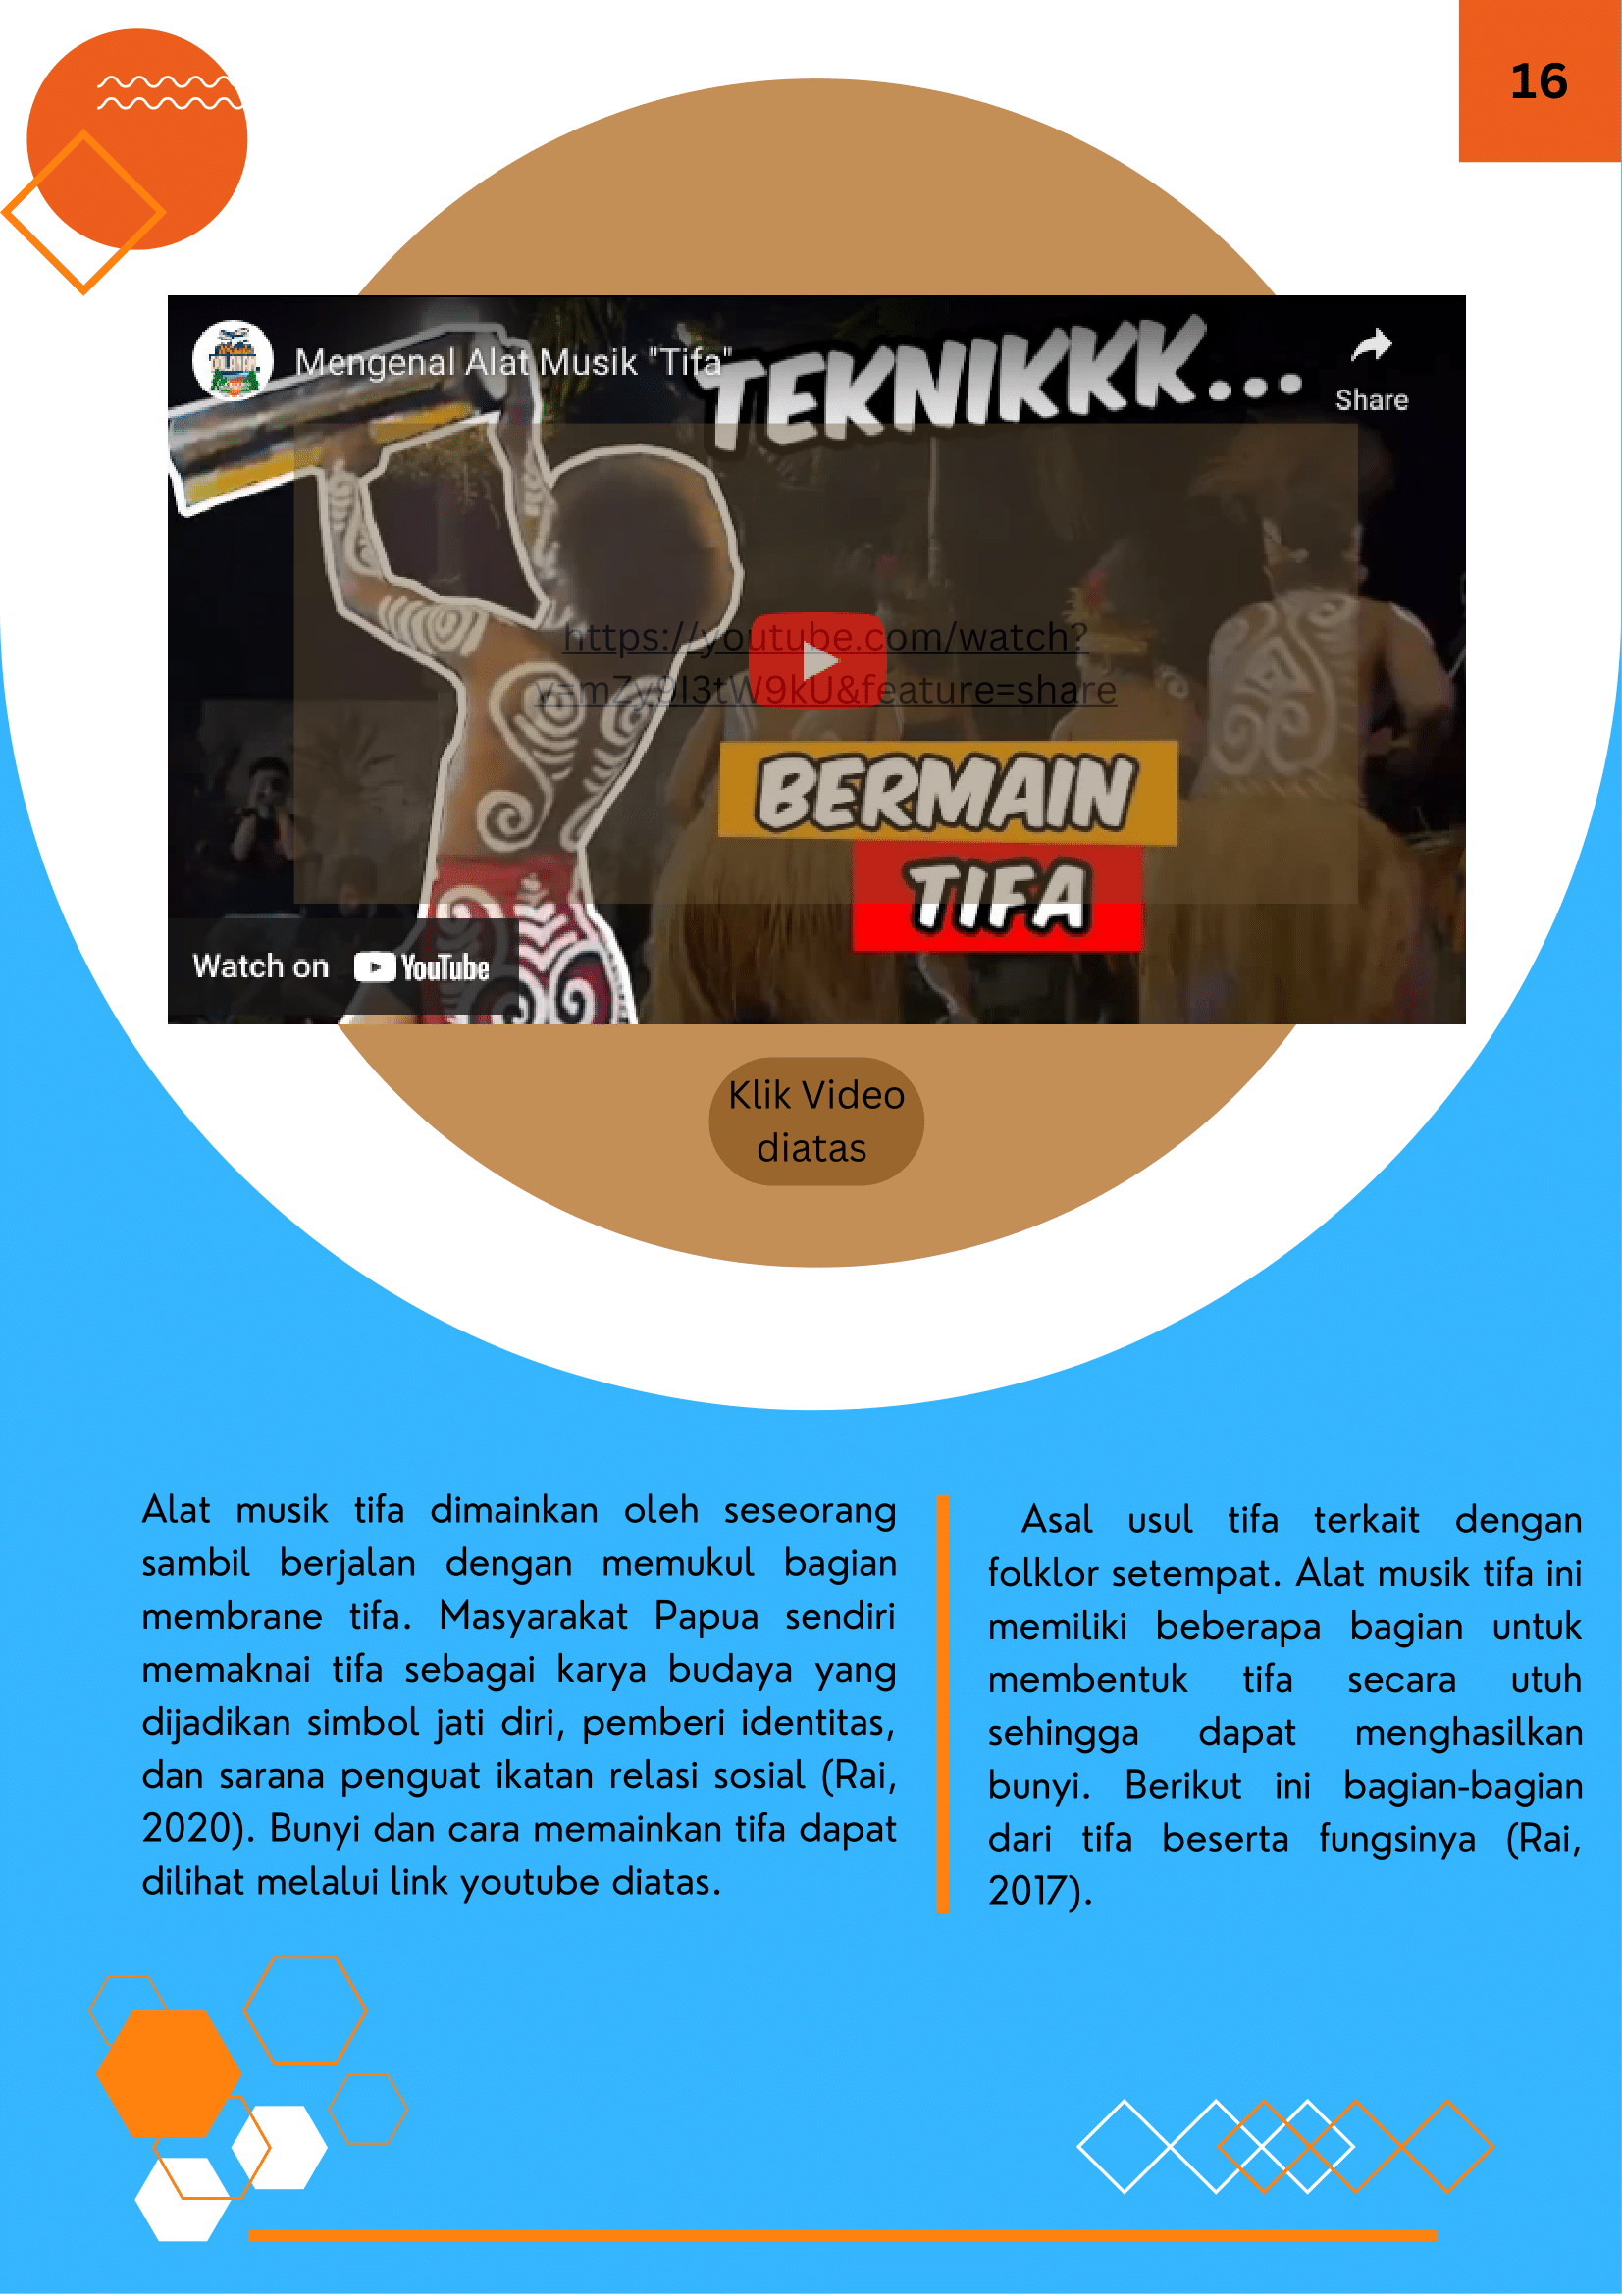 16
Mengenal Alat Musik "Tifa"
TEKNIKKK...
Share
https://youtube.com/watch?
v=mZy9I3tW9kU&feature=share
BERMAIN
TIFA
Watch on YouTube
Klik Video
diatas
Alat musik tifa dimainkan oleh seseorang
sambil berjalan dengan memukul bagian
membrane tifa. Masyarakat Papua sendiri
memaknai tifa sebagai karya budaya yang
dijadikan simbol jati diri, pemberi identitas,
dan sarana penguat ikatan relasi sosial (Rai,
2020). Bunyi dan cara memainkan tifa dapat
dilihat melalui link youtube diatas.
Asal usul tifa terkait dengan
folklor setempat. Alat musik tifa ini
memiliki beberapa bagian untuk
membentuk tifa secara utuh
sehingga dapat menghasilkan
bunyi. Berikut ini bagian-bagian
dari tifa beserta fungsinya (Rai,
2017).